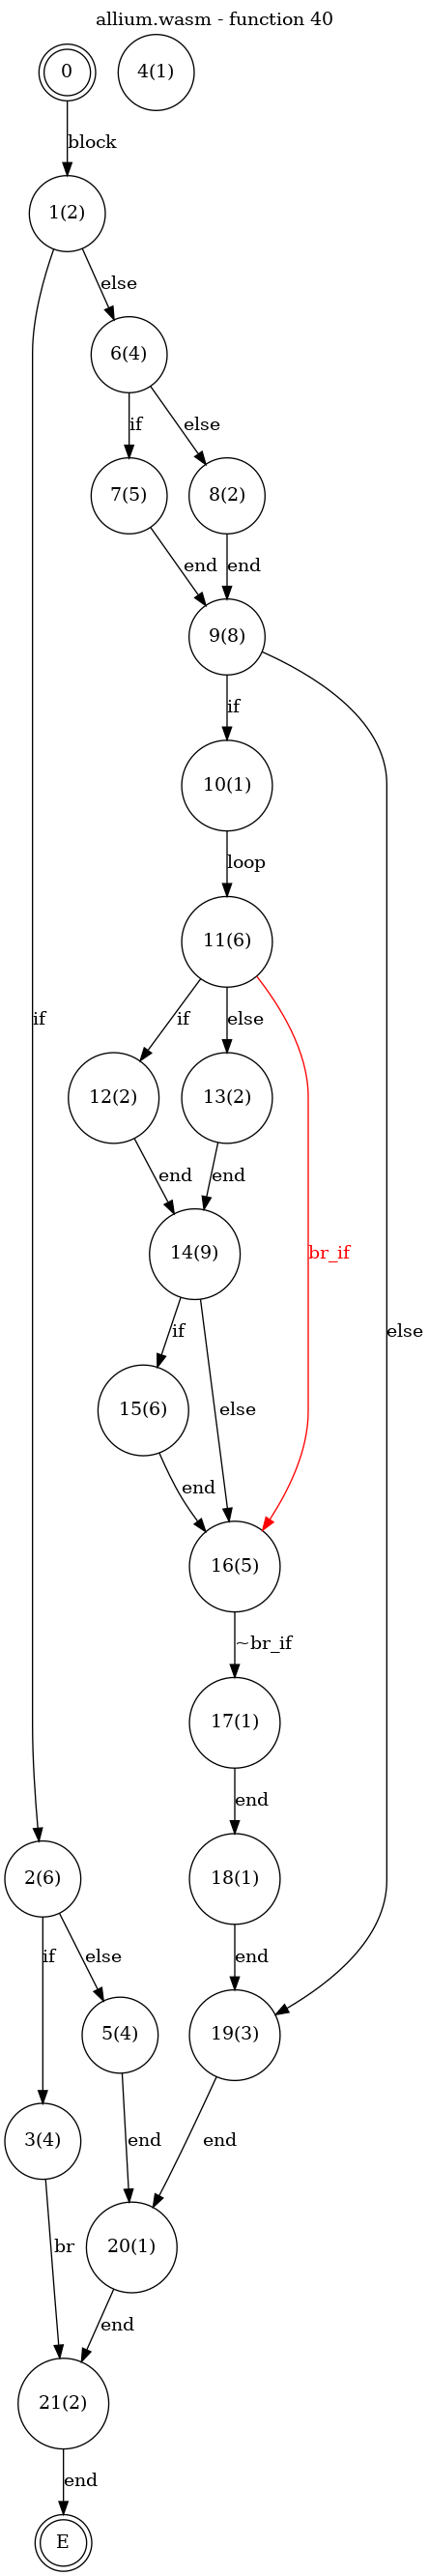 allium.wasm - function 40
0
4(1)
block
1(2)
else
6(4)
if
else
7(5)
8(2)
end
end
9(8)
if
10(1)
loop
11(6)
if
if
else
12(2)
13(2)
end
end
14(9)
br_if
if
else
15(6)
else
end
16(5)
~br_if
17(1)
end
2(6)
18(1)
if
else
end
5(4)
19(3)
3(4)
end
end
br
20(1)
end
21(2)
end
E